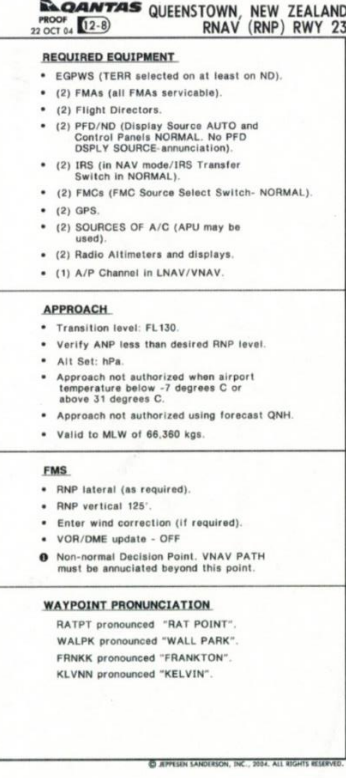 QANTAS QUEENSTOWN, NEW ZEALAND
PROOF
22 OCT 04 12-8 RNAV (RNP) RWY 23
REQUIRED EQUIPMENT
• EGPWS (TERR selected on at least on ND).
• (2) FMAs (all FMAs servicable).
• (2) Flight Directors.
• (2) PFD/ND (Display Source AUTO and
Control Panels NORMAL. No PFD
DSPLY SOURCE-annunciation).
• (2) IRS (in NAV mode/IRS Transfer
Switch in NORMAL).
• (2) FMCs (FMC Source Select Switch- NORMAL).
• (2) GPS.
• (2) SOURCES OF A/C (APU may be
used).
• (2) Radio Altimeters and displays.
• (1) A/P Channel in LNAV/VNAV.
APPROACH
• Transition level: FL130.
• Verify ANP less than desired RNP level.
• Alt Set: hPa.
• Approach not authorized when airport
temperature below -7 degrees C or
above 31 degrees C.
• Approach not authorized using forecast QNH.
• Valid to MLW of 66,360 kgs.
FMS
• RNP lateral (as required).
• RNP vertical 125'.
• Enter wind correction (if required).
• VOR/DME update - OFF
❶ Non-normal Decision Point. VNAV PATH
must be annuciated beyond this point.
WAYPOINT PRONUNCIATION
RATPT pronounced "RAT POINT".
WALPK pronounced "WALL PARK".
FRNKK pronounced "FRANKTON".
KLVNN pronounced "KELVIN".
© JEPPESEN SANDERSON, INC., 2004. ALL RIGHTS RESERVED.